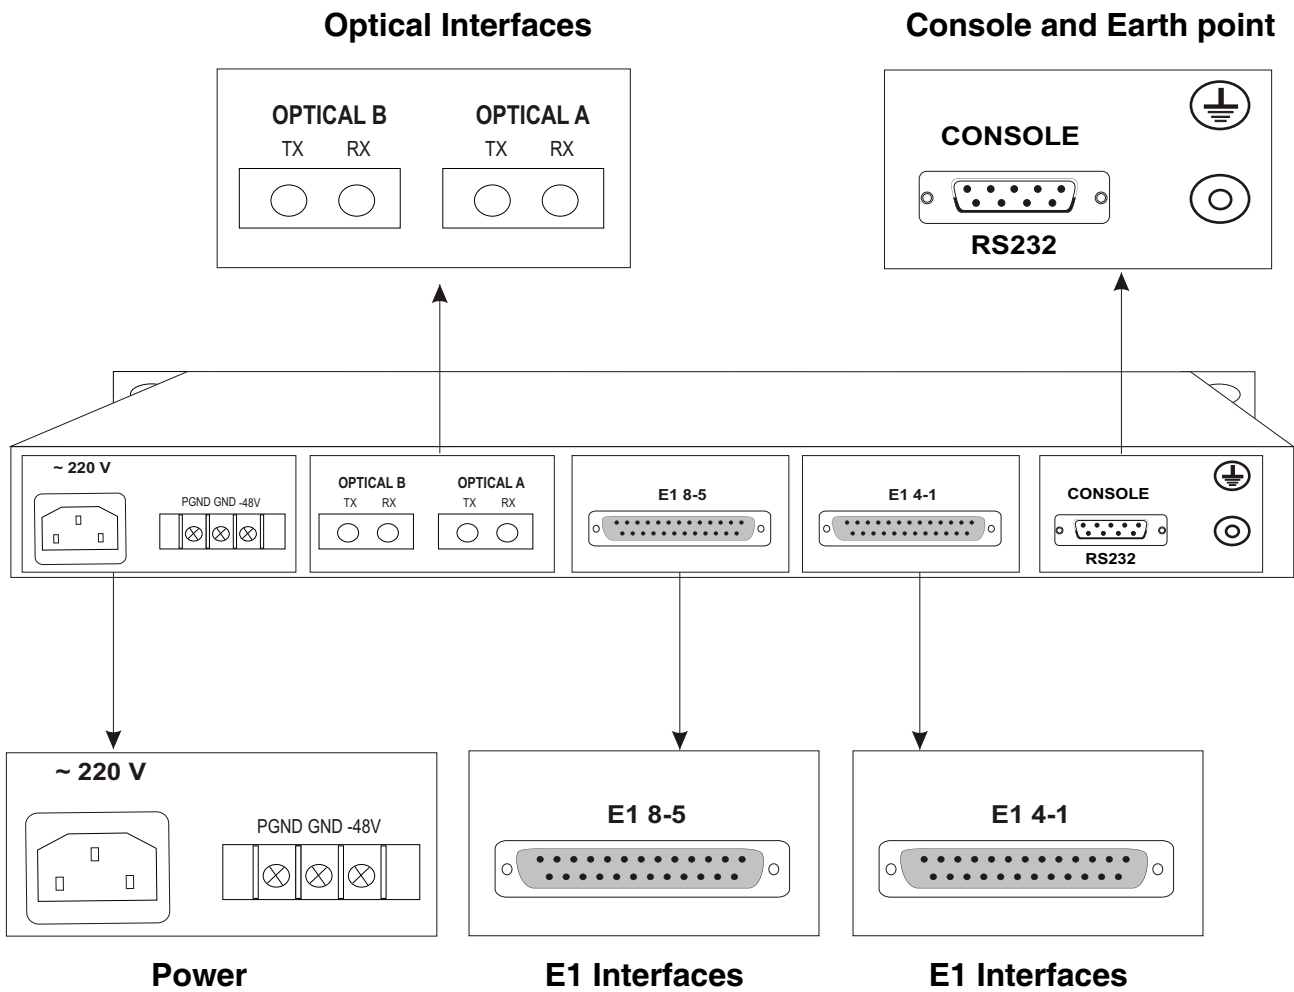 Optical Interfaces
Console and Earth point
OPTICAL B
OPTICAL A
TX
RX
TX
RX
CONSOLE
RS232
~ 220 V
PGND GND -48V
OPTICAL B
OPTICAL A
TX
RX
TX
RX
E1 8-5
E1 4-1
CONSOLE
RS232
~ 220 V
PGND GND -48V
E1 8-5
E1 4-1
Power
E1 Interfaces
E1 Interfaces